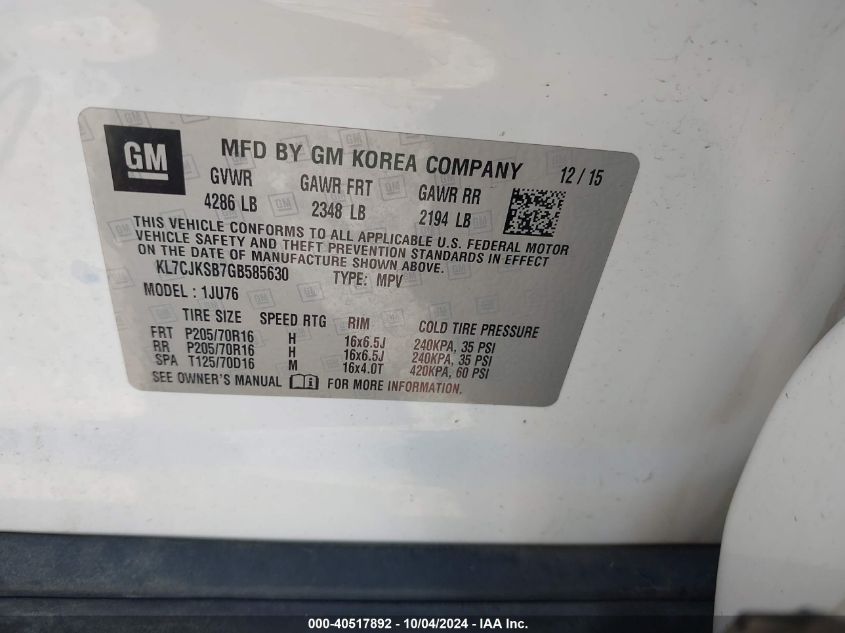 GM
MFD BY GM KOREA COMPANY 12/15
GVWR GAWR FRT GAWR RR
4286 LB 2348 LB 2194 LB
THIS VEHICLE CONFORMS TO ALL APPLICABLE U.S. FEDERAL MOTOR
VEHICLE SAFETY AND THEFT PREVENTION STANDARDS IN EFFECT
ON THE DATE OF MANUFACTURE SHOWN ABOVE.
KL7CJKSB7GB585630 TYPE: MPV
MODEL : 1JU76
TIRE SIZE SPEED RTG RIM COLD TIRE PRESSURE
FRT P205/70R16 H 16x6.5J 240KPA, 35 PSI
RR P205/70R16 H 16x6.5J 240KPA, 35 PSI
SPA T125/70D16 M 16x4.0T 420KPA, 60 PSI
SEE OWNER'S MANUAL FOR MORE INFORMATION.
000-40517892 - 10/04/2024 - IAA Inc.